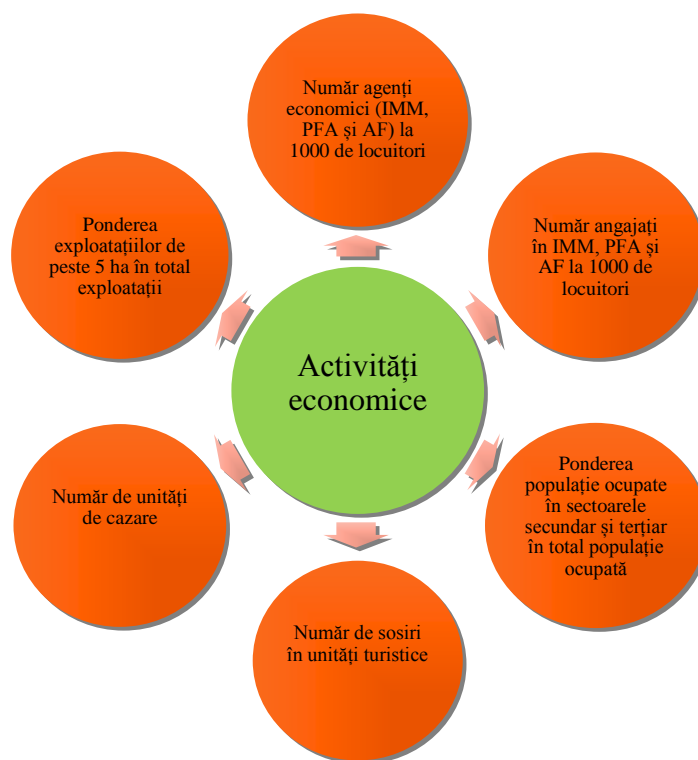 Număr agenți
economici (IMM,
PFA și AF) la
1000 de locuitori
Număr angajați
în IMM, PFA și
AF la 1000 de
locuitori
Ponderea
populație ocupate
în sectoarele
secundar și terțiar
în total populație
ocupată
Număr de sosiri
în unități turistice
Număr de unități
de cazare
Ponderea
exploatațiilor de
peste 5 ha în total
exploatații
Activități
economice